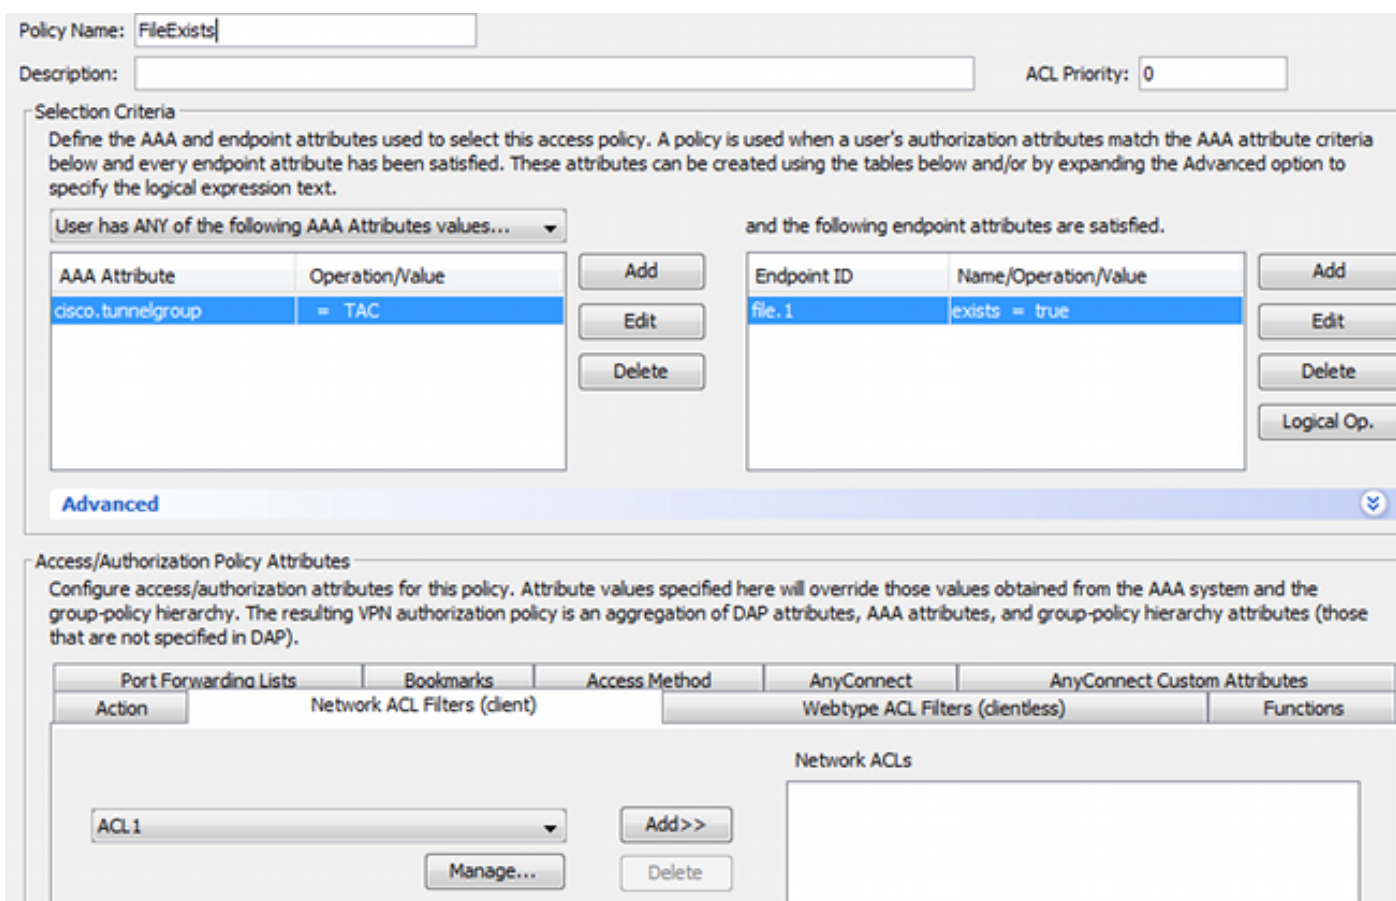 Policy Name: FileExists
Description:
ACL Priority: 0
Selection Criteria
Define the AAA and endpoint attributes used to select this access policy. A policy is used when a user's authorization attributes match the AAA attribute criteria
below and every endpoint attribute has been satisfied. These attributes can be created using the tables below and/or by expanding the Advanced option to
specify the logical expression text.
User has ANY of the following AAA Attributes values...
and the following endpoint attributes are satisfied.
AAA Attribute Operation/Value
cisco.tunnelgroup = TAC
Add
Edit
Delete
Endpoint ID Name/Operation/Value
file.1 exists = true
Add
Edit
Delete
Logical Op.
Advanced
Access/Authorization Policy Attributes
Configure access/authorization attributes for this policy. Attribute values specified here will override those values obtained from the AAA system and the
group-policy hierarchy. The resulting VPN authorization policy is an aggregation of DAP attributes, AAA attributes, and group-policy hierarchy attributes (those
that are not specified in DAP).
Port Forwarding Lists Bookmarks Access Method AnyConnect AnyConnect Custom Attributes
Action Network ACL Filters (client) Webtype ACL Filters (clientless) Functions
Network ACLs
ACL1
Add>>
Manage...
Delete